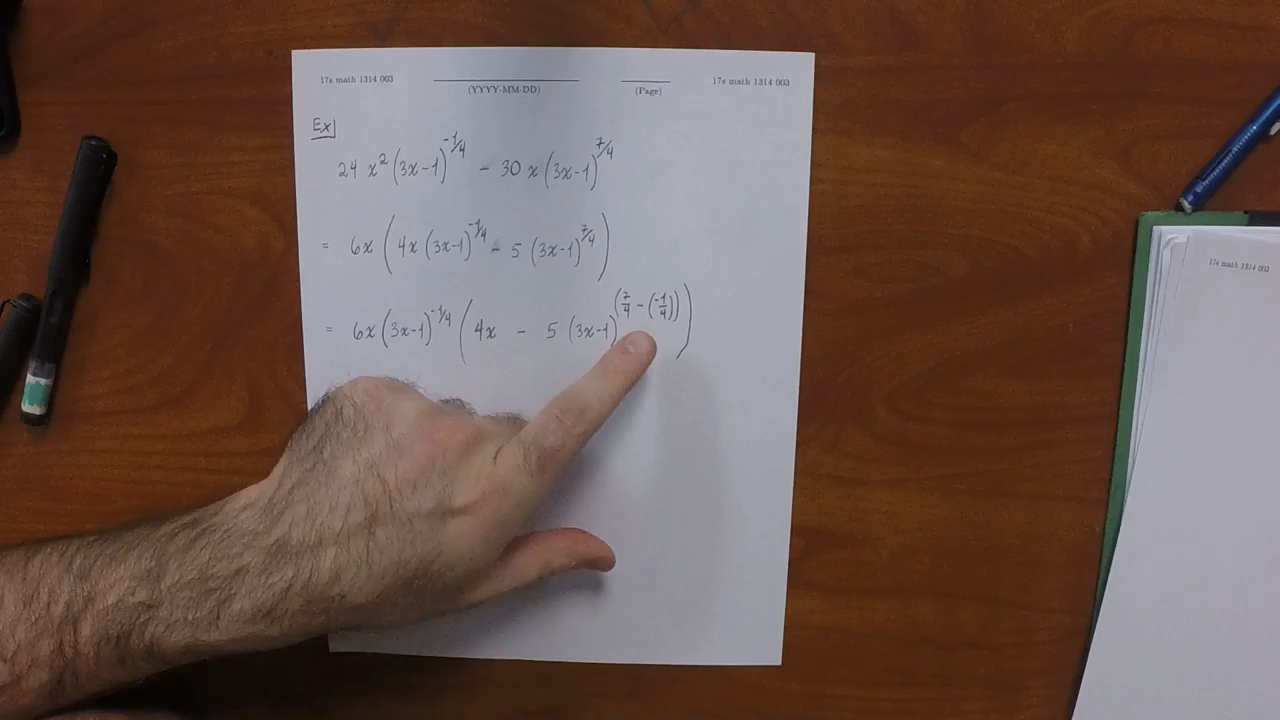 17s math 1314 003 (YYYY-MM-DD) (Page) 17s math 1314 003
Ex
24 x² (3x-1)^{-1/4} - 30 x (3x-1)^{7/4}
= 6x (4x (3x-1)^{-1/4} - 5 (3x-1)^{7/4})
= 6x (3x-1)^{-1/4} (4x - 5 (3x-1)^{(7/4 - (-1/4))})
17s math 1314 003